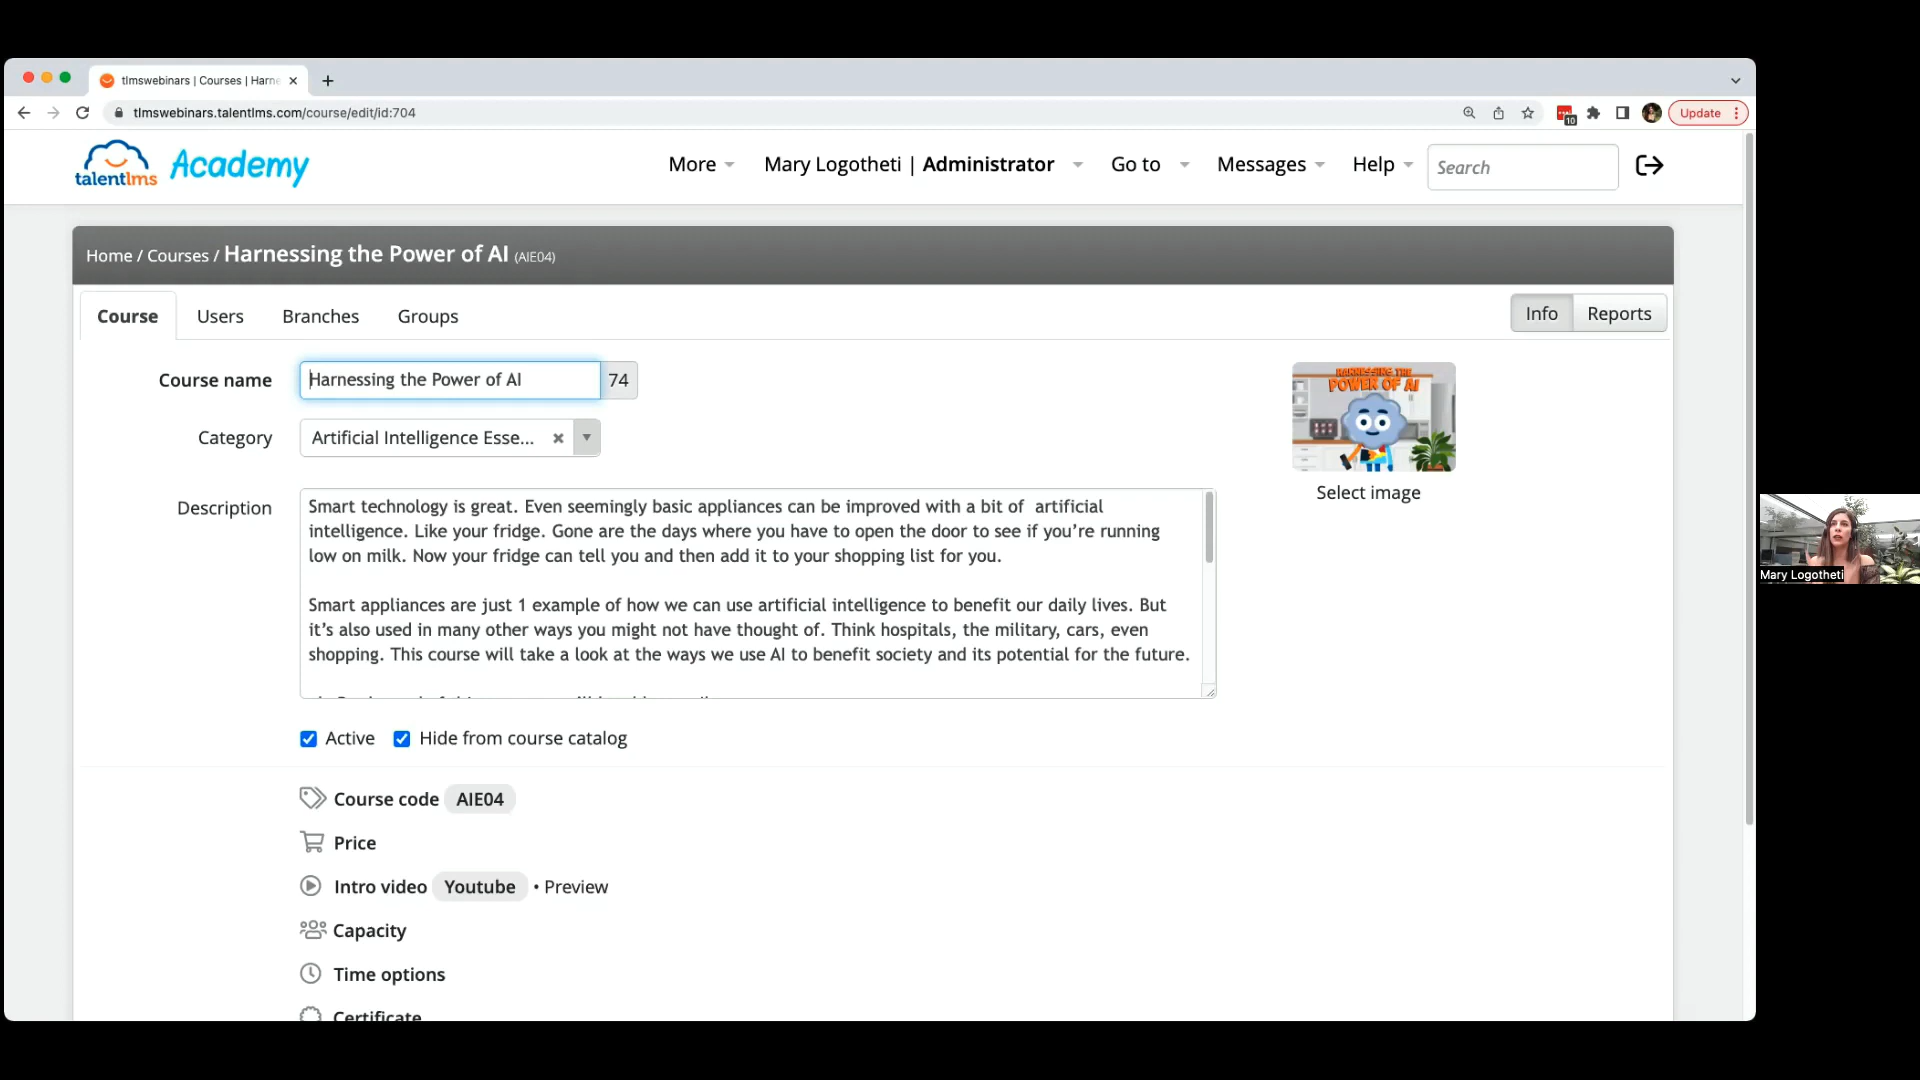 tlmswebinars | Courses | Harne
tlmswebinars.talentlms.com/course/edit/id:704
10
Update
talentlms Academy
More
Mary Logotheti | Administrator
Go to
Messages
Help
Search
Home / Courses / Harnessing the Power of AI (AIE04)
Course
Users
Branches
Groups
Info
Reports
Course name
Harnessing the Power of AI
74
HARNESSING THE
POWER OF AI
Category
Artificial Intelligence Esse...
Select image
Description
Smart technology is great. Even seemingly basic appliances can be improved with a bit of  artificial
intelligence. Like your fridge. Gone are the days where you have to open the door to see if you’re running
low on milk. Now your fridge can tell you and then add it to your shopping list for you.
Smart appliances are just 1 example of how we can use artificial intelligence to benefit our daily lives. But
it’s also used in many other ways you might not have thought of. Think hospitals, the military, cars, even
shopping. This course will take a look at the ways we use AI to benefit society and its potential for the future.
Mary Logotheti
Active
Hide from course catalog
Course code AIE04
Price
Intro video Youtube • Preview
Capacity
Time options
Certificate